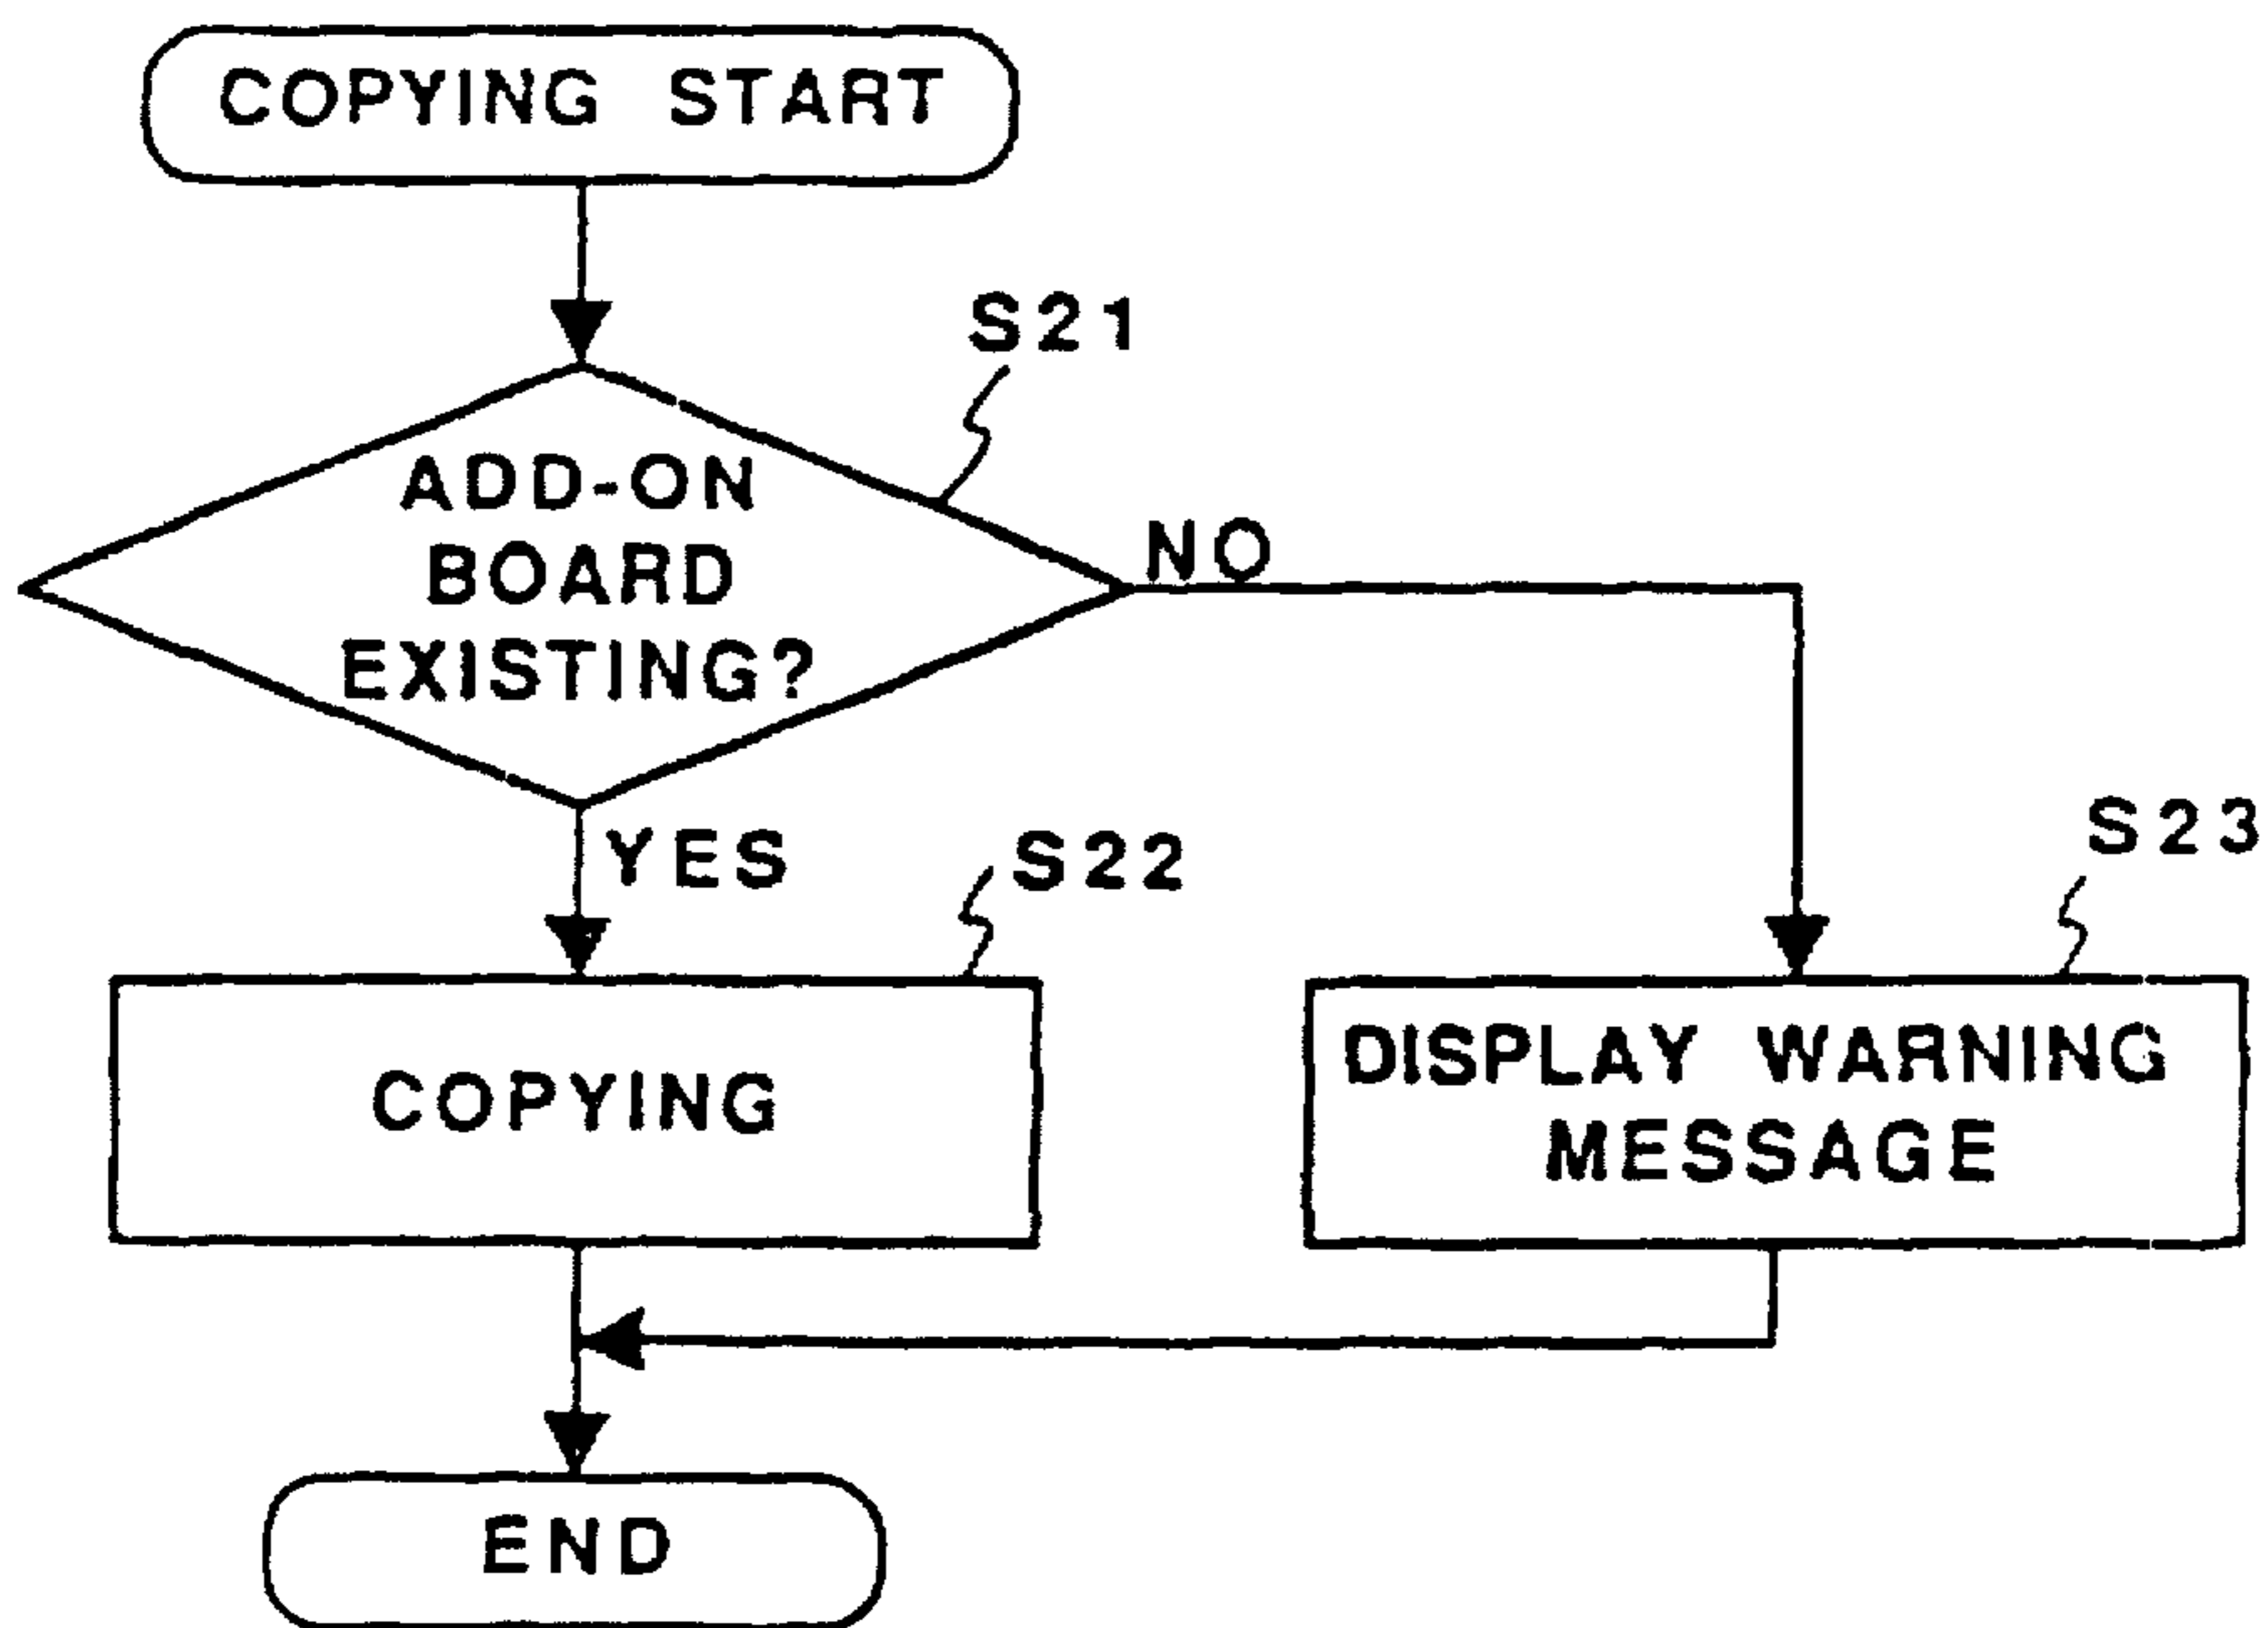 COPYING START
S21
ADD-ON
BOARD
EXISTING?
NO
YES
S22
S23
COPYING
DISPLAY WARNING
MESSAGE
END